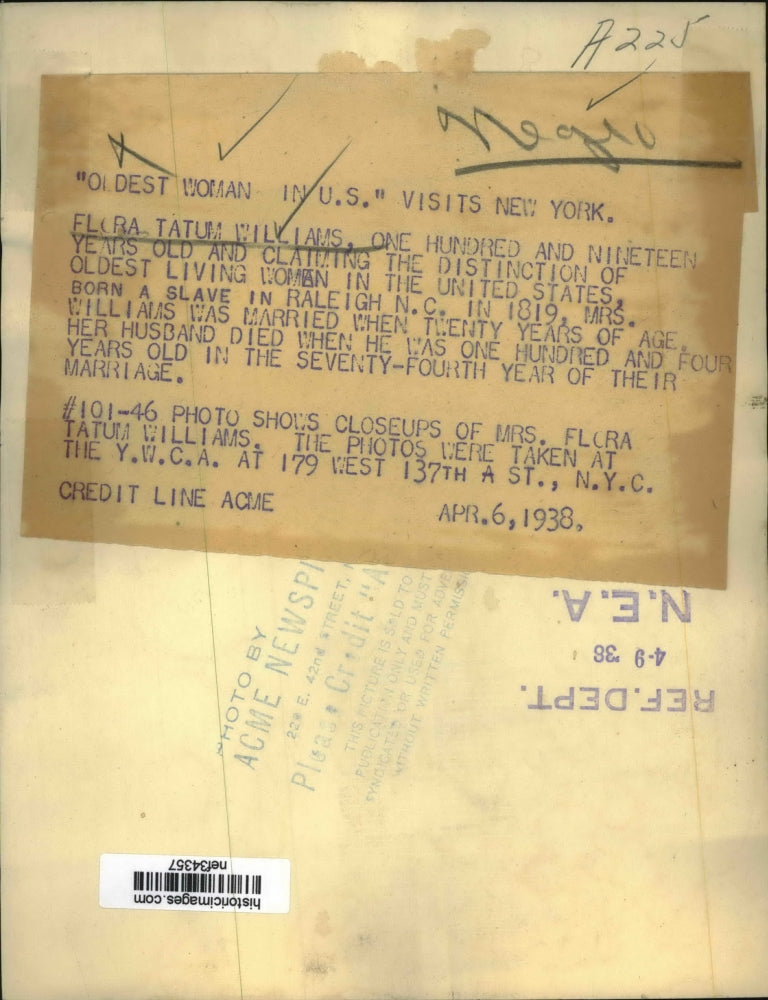 A225
Negro
"OLDEST WOMAN IN U.S." VISITS NEW YORK.
FLORA TATUM WILLIAMS, ONE HUNDRED AND NINETEEN
YEARS OLD AND CLAIMING THE DISTINCTION OF
OLDEST LIVING WOMEN IN THE UNITED STATES,
BORN A SLAVE IN RALEIGH N.C. IN 1819, MRS.
WILLIAMS WAS MARRIED WHEN TWENTY YEARS OF AGE.
HER HUSBAND DIED WHEN HE WAS ONE HUNDRED AND FOUR
YEARS OLD IN THE SEVENTY-FOURTH YEAR OF THEIR
MARRIAGE.
#101-46 PHOTO SHOWS CLOSEUPS OF MRS. FLORA
TATUM WILLIAMS. THE PHOTOS WERE TAKEN AT
THE Y.W.C.A. AT 179 WEST 137TH A ST., N.Y.C.
CREDIT LINE ACME
APR.6,1938.
PHOTO BY
ACME NEWSPI
220 E. 42nd STREET,
Please Credit "A
THIS PICTURE IS SOLD TO
PUBLICATION ONLY AND MUST
SYNDICATED OR USED FOR ADVE
WITHOUT WRITTEN PERMISS
REF.DEPT.
4-9 '38
N.E.A.
historicimages.com
nef34357